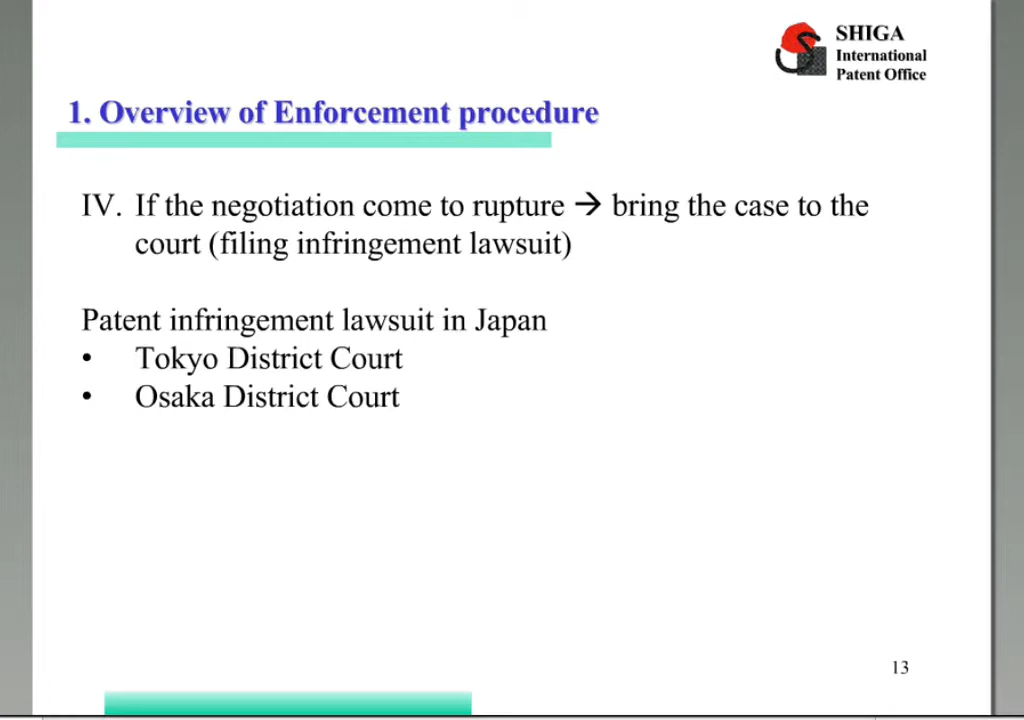 SHIGA
International
Patent Office
1. Overview of Enforcement procedure
IV. If the negotiation come to rupture → bring the case to the
court (filing infringement lawsuit)
Patent infringement lawsuit in Japan
• Tokyo District Court
• Osaka District Court
13